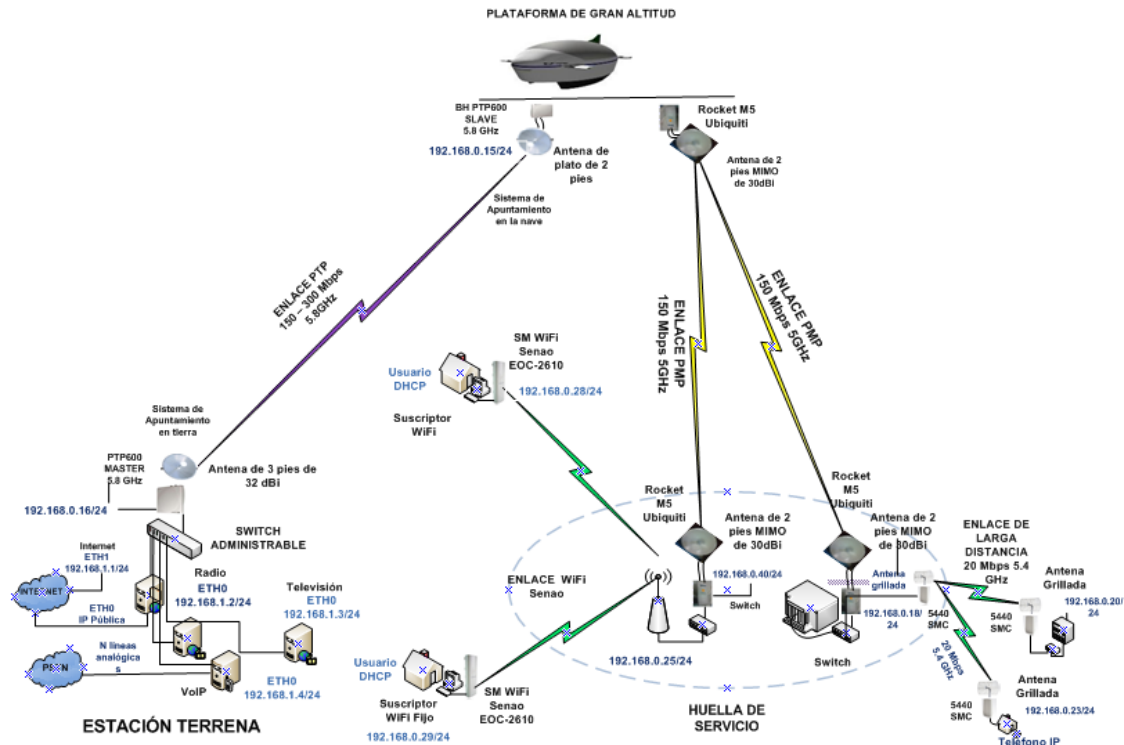 PLATAFORMA DE GRAN ALTITUD
BH PTP600
SLAVE
5.8 GHz
192.168.0.15/24
Antena de
plato de 2
pies
Rocket M5
Ubiquiti
Antena de 2
pies MIMO
de 30dBi
Sistema de
Apuntamiento
en la nave
ENLACE PTP
150 – 300 Mbps
5.8GHz
ENLACE PMP
150 Mbps 5GHz
ENLACE PMP
150 Mbps 5GHz
SM WiFi
Senao
EOC-2610
Usuario
DHCP
192.168.0.28/24
Suscriptor
WiFi
Sistema de
Apuntamiento
en tierra
PTP600
MASTER
5.8 GHz
Antena de 3 pies de
32 dBi
192.168.0.16/24
SWITCH
ADMINISTRABLE
Internet
ETH1
192.168.1.1/24
INTERNET
ETH0
IP Pública
Radio
ETH0
192.168.1.2/24
Televisión
ETH0
192.168.1.3/24
N líneas
analógica
s
VoIP
ETH0
192.168.1.4/24
ESTACIÓN TERRENA
Rocket
M5
Ubiquiti
Antena de 2
pies MIMO
de 30dBi
Rocket
M5
Ubiquiti
Antena de 2
pies MIMO
de 30dBi
ENLACE WiFi
Senao
192.168.0.40/24
Switch
192.168.0.25/24
Antena
grillada
192.168.0.18/
24
Switch
5440
SMC
ENLACE DE
LARGA
DISTANCIA
20 Mbps 5.4
GHz
Antena
Grillada
192.168.0.20/
24
5440
SMC
20 Mbps
5.4 GHz
Antena
Grillada
192.168.0.23/24
5440
SMC
Teléfono IP
Usuario
DHCP
Suscriptor
WiFi Fijo
192.168.0.29/24
SM WiFi
Senao
EOC-2610
HUELLA DE
SERVICIO